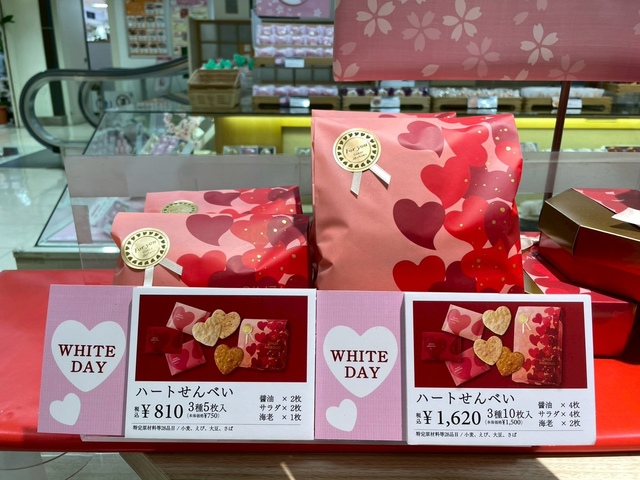 For you
WHITE
DAY
ハートせんべい
税込 ¥810 3種5枚入
(本体価格¥750)
醤油 × 2枚
サラダ × 2枚
海老 × 1枚
特定原材料等28品目/小麦、えび、大豆、さば
WHITE
DAY
ハートせんべい
税込 ¥1,620 3種10枚入
(本体価格¥1,500)
醤油 × 4枚
サラダ × 4枚
海老 × 2枚
特定原材料等28品目/小麦、えび、大豆、さば